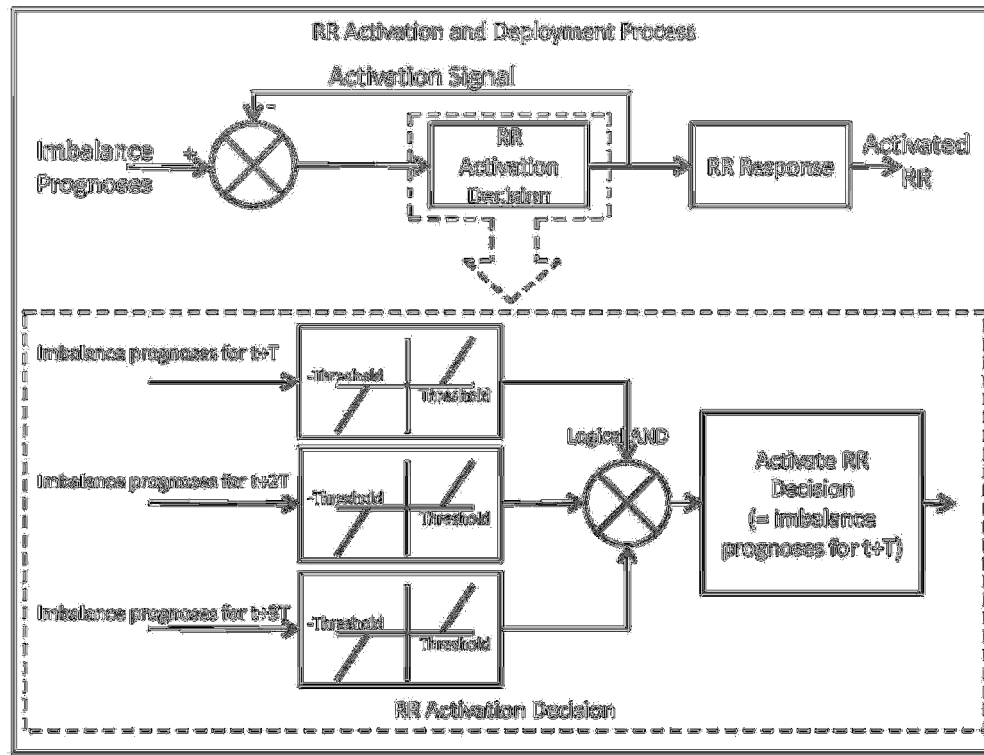 RR Activation and Deployment Process
Activation Signal
-
+
Imbalance
Prognoses
RR
Activation
Decision
RR Response
Activated
RR
Imbalance prognoses for t+T
-Threshold
Threshold
Imbalance prognoses for t+2T
-Threshold
Threshold
Imbalance prognoses for t+3T
-Threshold
Threshold
Logical AND
Activate RR
Decision
(= imbalance
prognoses for t+T)
RR Activation Decision